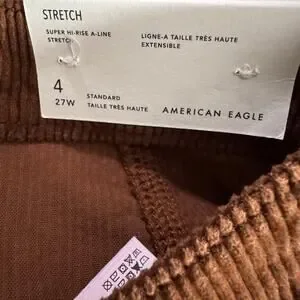 STRETCH
SUPER HI-RISE A-LINE
STRETCH
LIGNE-A TAILLE TRÈS HAUTE
EXTENSIBLE
4
27W
STANDARD
TAILLE TRÈS HAUTE
AMERICAN EAGLE